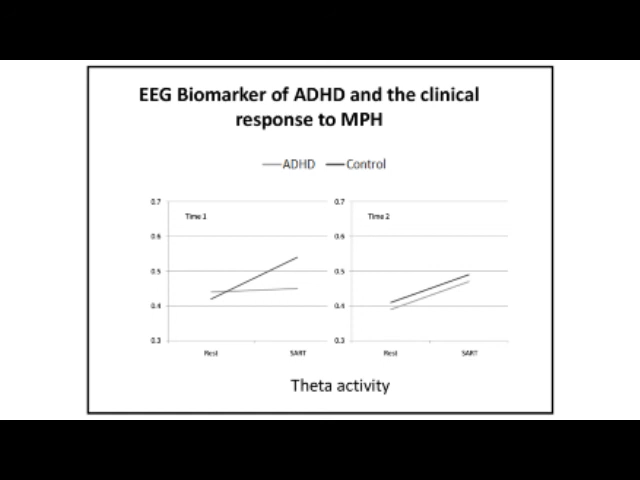 EEG Biomarker of ADHD and the clinical
response to MPH
ADHD Control
0.7
Time 1
0.6
0.5
0.4
0.3
Rest SART
0.7
Time 2
0.6
0.5
0.4
0.3
Rest SART
Theta activity